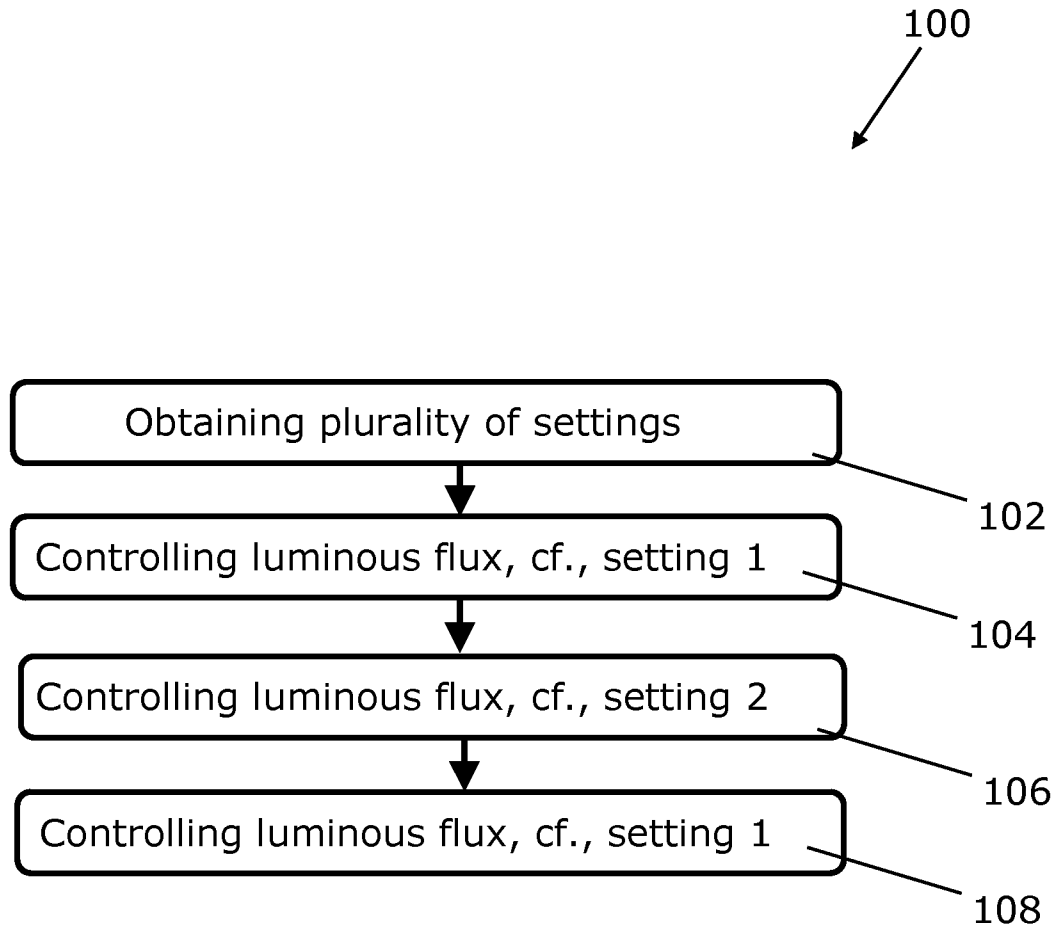 100
Obtaining plurality of settings
102
Controlling luminous flux, cf., setting 1
104
Controlling luminous flux, cf., setting 2
106
Controlling luminous flux, cf., setting 1
108